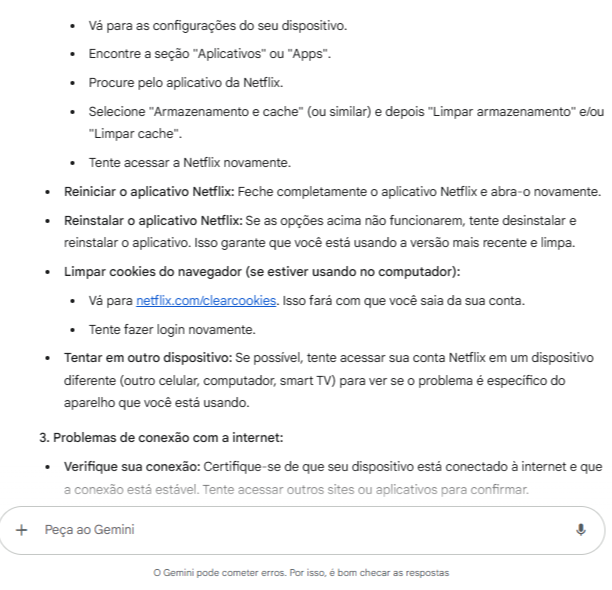 • Vá para as configurações do seu dispositivo.
• Encontre a seção "Aplicativos" ou "Apps".
• Procure pelo aplicativo da Netflix.
• Selecione "Armazenamento e cache" (ou similar) e depois "Limpar armazenamento" e/ou
"Limpar cache".
• Tente acessar a Netflix novamente.
• Reiniciar o aplicativo Netflix: Feche completamente o aplicativo Netflix e abra-o novamente.
• Reinstalar o aplicativo Netflix: Se as opções acima não funcionarem, tente desinstalar e
reinstalar o aplicativo. Isso garante que você está usando a versão mais recente e limpa.
• Limpar cookies do navegador (se estiver usando no computador):
• Vá para netflix.com/clearcookies. Isso fará com que você saia da sua conta.
• Tente fazer login novamente.
• Tentar em outro dispositivo: Se possível, tente acessar sua conta Netflix em um dispositivo
diferente (outro celular, computador, smart TV) para ver se o problema é específico do
aparelho que você está usando.
3. Problemas de conexão com a internet:
• Verifique sua conexão: Certifique-se de que seu dispositivo está conectado à internet e que
a conexão está estável. Tente acessar outros sites ou aplicativos para confirmar.
Peça ao Gemini
O Gemini pode cometer erros. Por isso, é bom checar as respostas